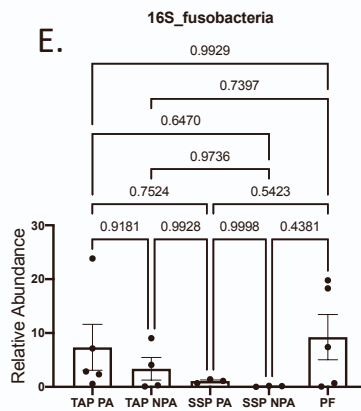 16S_fusobacteria
E.
0.9929
0.7397
0.6470
0.9736
0.7524 0.5423
0.9181 0.9928 0.9998 0.4381
Relative Abundance
30
20
10
0
TAP PA TAP NPA SSP PA SSP NPA PF